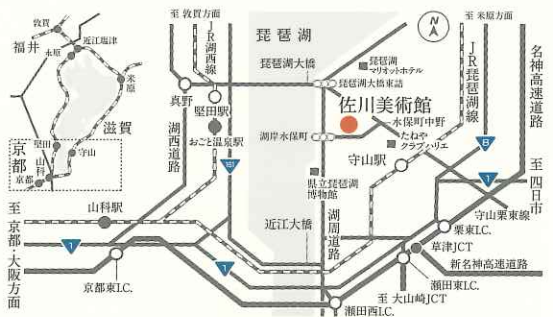 敦賀
近江塩津
福井
永原
米原
滋賀
堅田
京都
山科
守山
京都
至 敦賀方面
JR湖西線
真野
堅田駅
おごと温泉駅
湖西道路
161
琵琶湖
琵琶湖大橋
琵琶湖
マリオットホテル
琵琶湖大橋東詰
佐川美術館
水保町中野
湖岸水保町
たねや
クラブハリエ
守山駅
県立琵琶湖
博物館
近江大橋
湖周道路
N
至 米原方面
JR琵琶湖線
名神高速道路
8
1
至 四日市
守山栗東線
栗東I.C.
草津JCT
新名神高速道路
瀬田東I.C.
至 大山崎JCT
瀬田西I.C.
山科駅
1
京都東I.C.
1
至 京都・大阪方面